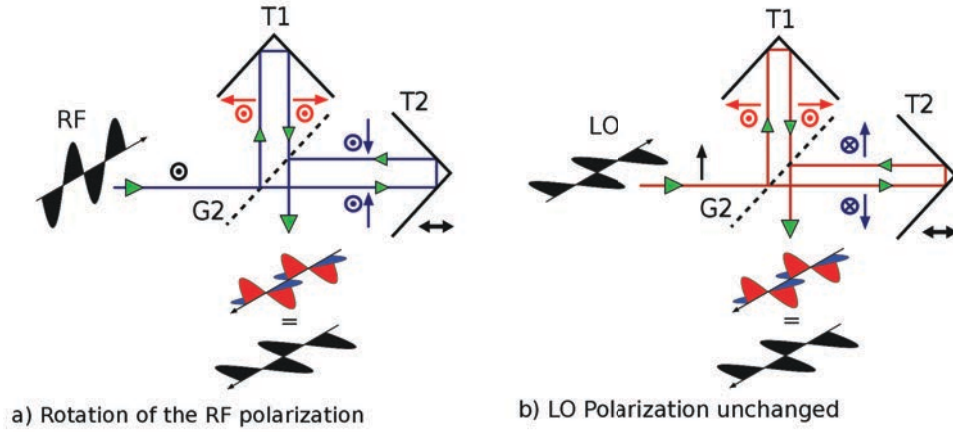 T1
T2
RF
G2
=
a) Rotation of the RF polarization
T1
T2
LO
G2
=
b) LO Polarization unchanged